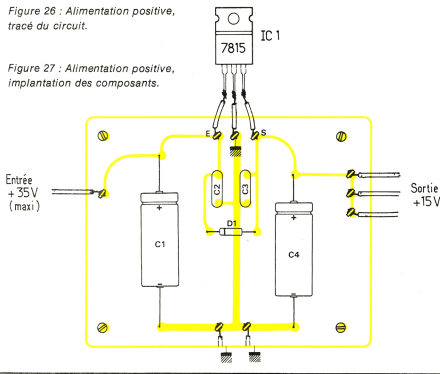 Figure 26 : Alimentation positive,
tracé du circuit.
Figure 27 : Alimentation positive,
implantation des composants.
IC 1
7815
E
S
Entrée
+35V
(maxi)
C2
C3
Sortie
+15V
D1
+
C1
+
C4